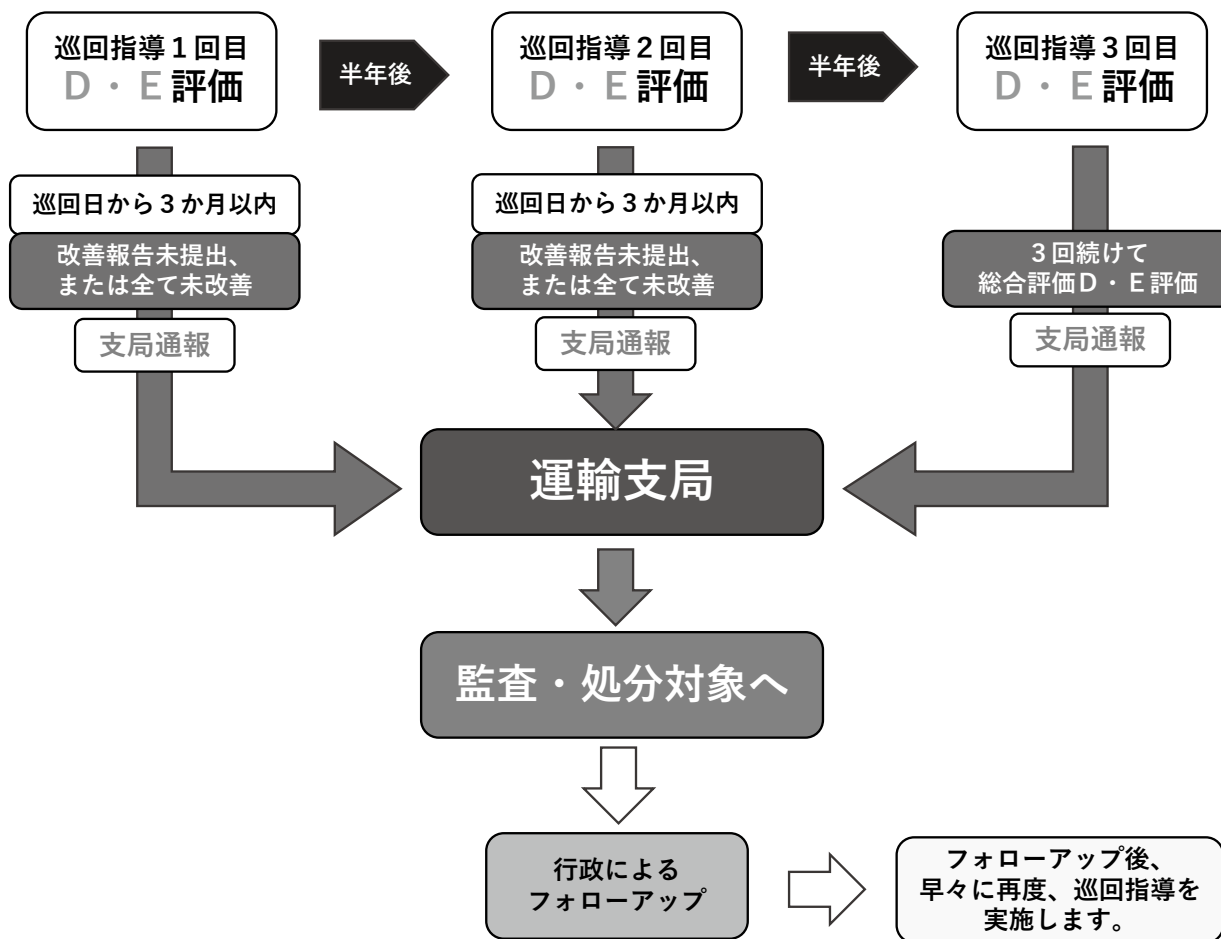 巡回指導１回目
Ｄ・Ｅ評価
半年後
巡回指導２回目
Ｄ・Ｅ評価
半年後
巡回指導３回目
Ｄ・Ｅ評価
巡回日から３か月以内
改善報告未提出、
または全て未改善
支局通報
巡回日から３か月以内
改善報告未提出、
または全て未改善
支局通報
３回続けて
総合評価Ｄ・Ｅ評価
支局通報
運輸支局
監査・処分対象へ
行政による
フォローアップ
フォローアップ後、
早々に再度、巡回指導を
実施します。